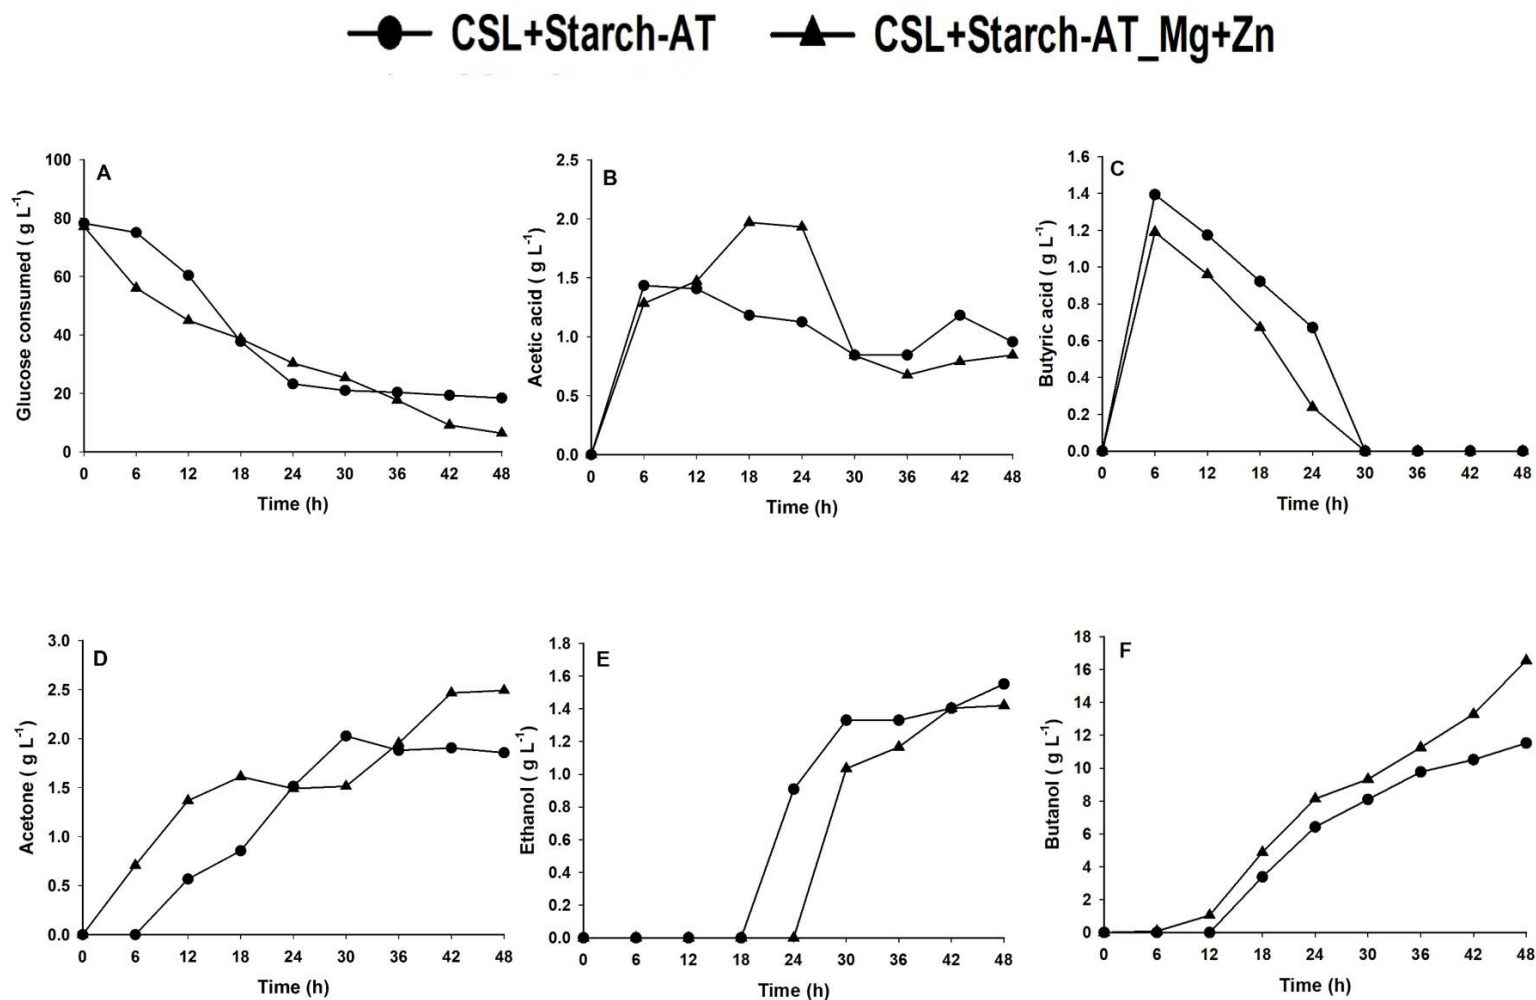 CSL+Starch-AT CSL+Starch-AT_Mg+Zn
A
Glucose consumed ( g L⁻¹)
100
80
60
40
20
0
0 6 12 18 24 30 36 42 48
Time (h)
B
Acetic acid ( g L⁻¹)
2.5
2.0
1.5
1.0
0.5
0.0
0 6 12 18 24 30 36 42 48
Time (h)
C
Butyric acid ( g L⁻¹)
1.6
1.4
1.2
1.0
0.8
0.6
0.4
0.2
0.0
0 6 12 18 24 30 36 42 48
Time (h)
D
Acetone ( g L⁻¹)
3.0
2.5
2.0
1.5
1.0
0.5
0.0
0 6 12 18 24 30 36 42 48
Time (h)
E
Ethanol ( g L⁻¹)
1.8
1.6
1.4
1.2
1.0
0.8
0.6
0.4
0.2
0.0
0 6 12 18 24 30 36 42 48
Time (h)
F
Butanol ( g L⁻¹)
18
16
14
12
10
8
6
4
2
0
0 6 12 18 24 30 36 42 48
Time (h)